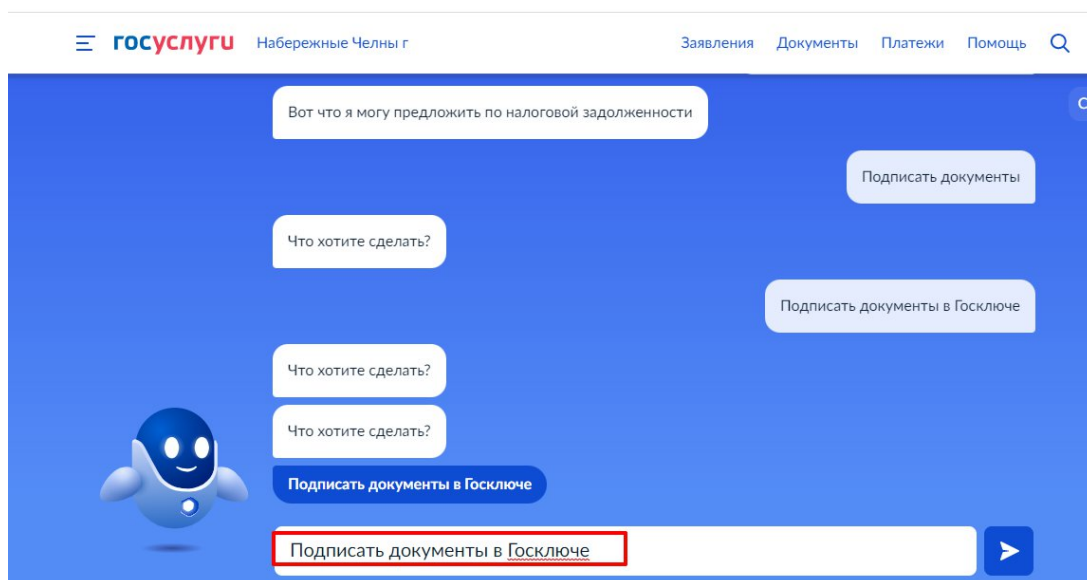 госуслуги Набережные Челны г Заявления Документы Платежи Помощь
Вот что я могу предложить по налоговой задолженности
Подписать документы
Что хотите сделать?
Подписать документы в Госключе
Что хотите сделать?
Что хотите сделать?
Подписать документы в Госключе
Подписать документы в Госключе